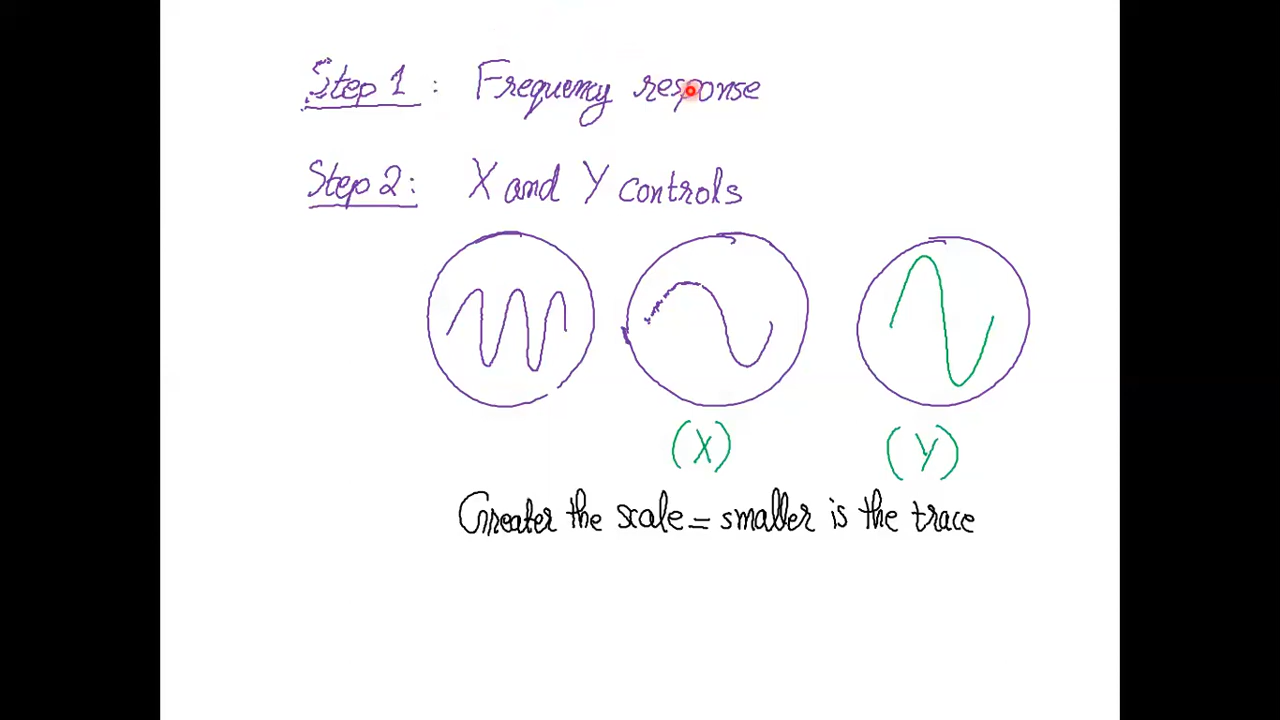 Step 1 : Frequency response
Step 2 : X and Y controls
(X) (Y)
Greater the scale = smaller is the trace